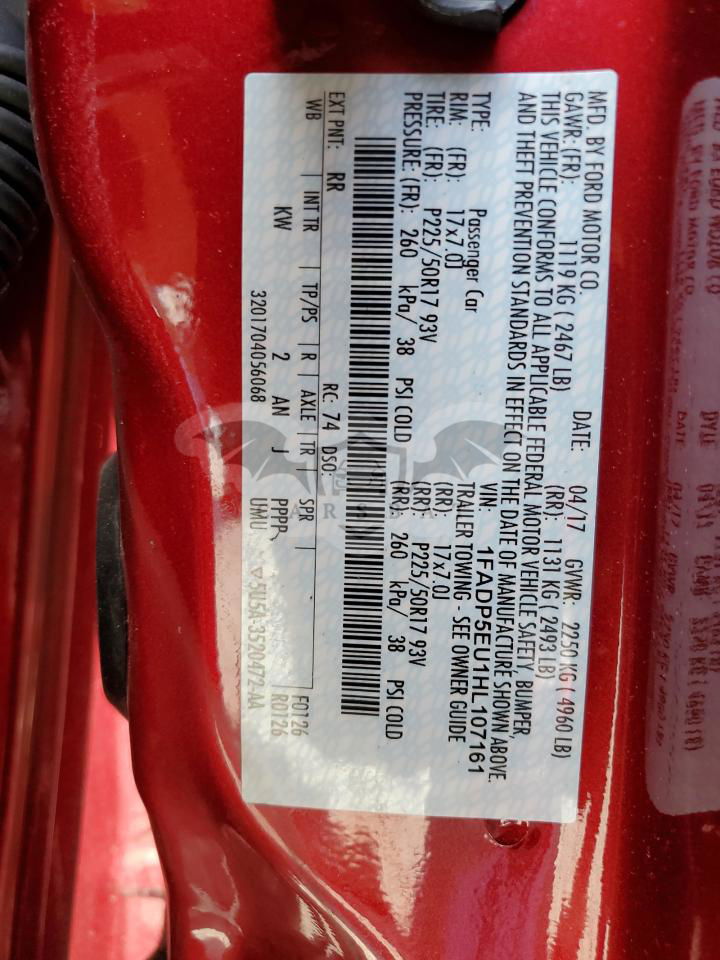 MFD. BY FORD MOTOR CO.
DATE: 04/17 GVWR: 2250 KG ( 4960 LB)
GAWR: (FR): 1119 KG ( 2467 LB) (RR): 1131 KG ( 2493 LB)
THIS VEHICLE CONFORMS TO ALL APPLICABLE FEDERAL MOTOR VEHICLE SAFETY, BUMPER,
AND THEFT PREVENTION STANDARDS IN EFFECT ON THE DATE OF MANUFACTURE SHOWN ABOVE.
VIN: 1FADP5EU1HL107161
TYPE: Passenger Car TRAILER TOWING - SEE OWNER GUIDE
RIM: (FR): 17x7.0J (RR): 17x7.0J
TIRE: (FR): P225/50R17 93V (RR): P225/50R17 93V
PRESSURE: (FR): 260 kPa/ 38 PSI COLD (RR): 260 kPa/ 38 PSI COLD
EXT PNT: RR RC: 74 DSO: F0126
WB INT TR TP/PS R AXLE TR SPR R0126
KW 2 AN J PPPP
3201704056068 UMU 5U5A-3520472-AA